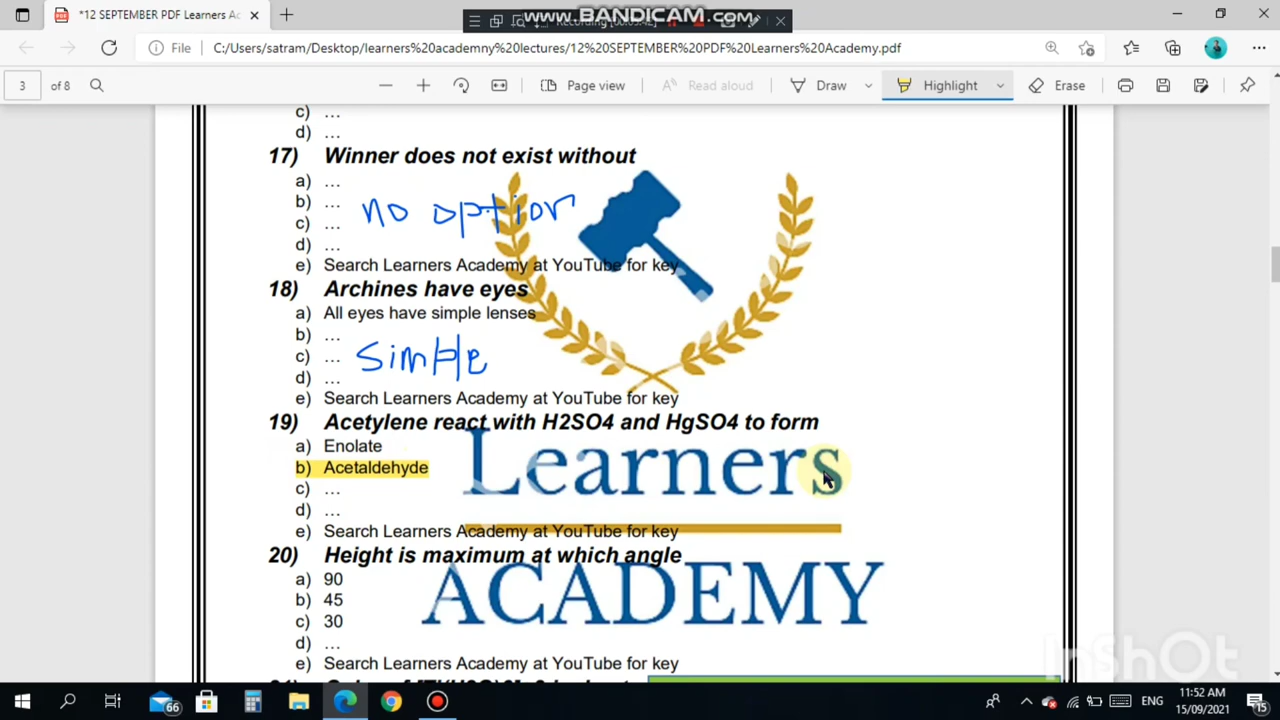 *12 SEPTEMBER PDF Learners Ac
www.BANDICAM.com
File
C:/Users/satram/Desktop/learners%20academny%20lectures/12%20SEPTEMBER%20PDF%20Learners%20Academy.pdf
3 of 8
Page view
Read aloud
Draw
Highlight
Erase
c) ...
d) ...
17) Winner does not exist without
a) ...
b) ...
no option
c) ...
d) ...
e) Search Learners Academy at YouTube for key
18) Archines have eyes
a) All eyes have simple lenses
b) ...
c) ...
simple
d) ...
e) Search Learners Academy at YouTube for key
19) Acetylene react with H2SO4 and HgSO4 to form
a) Enolate
b) Acetaldehyde
Learners
c) ...
d) ...
e) Search Learners Academy at YouTube for key
20) Height is maximum at which angle
a) 90
ACADEMY
b) 45
c) 30
d) ...
e) Search Learners Academy at YouTube for key
InShOt
66
ENG
11:52 AM
15/09/2021
15